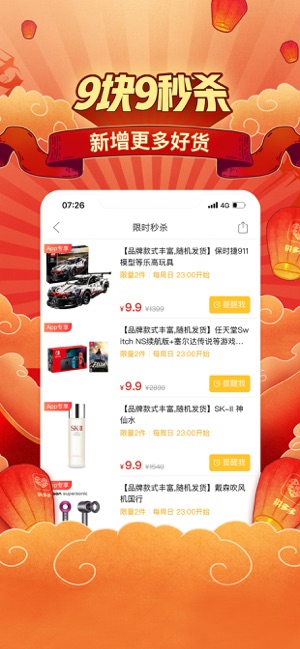 9块9秒杀
新增更多好货
07:26
4G
限时秒杀
App专享
【品牌款式丰富,随机发货】保时捷911
模型等乐高玩具
限量2件 | 每周日 23:00开始
¥9.9 ¥1399
提醒我
App专享
【品牌款式丰富,随机发货】任天堂Sw
itch NS续航版+塞尔达传说等游戏...
限量2件 | 每周日 23:00开始
¥9.9 ¥2899
提醒我
App专享
SK-II
【品牌款式丰富,随机发货】SK-II 神
仙水
限量2件 | 每周日 23:00开始
¥9.9 ¥1540
提醒我
App专享
son supersonic
【品牌款式丰富,随机发货】戴森吹风
机国行
限量2件 | 每周日 23:00开始
拼多多
拼多多